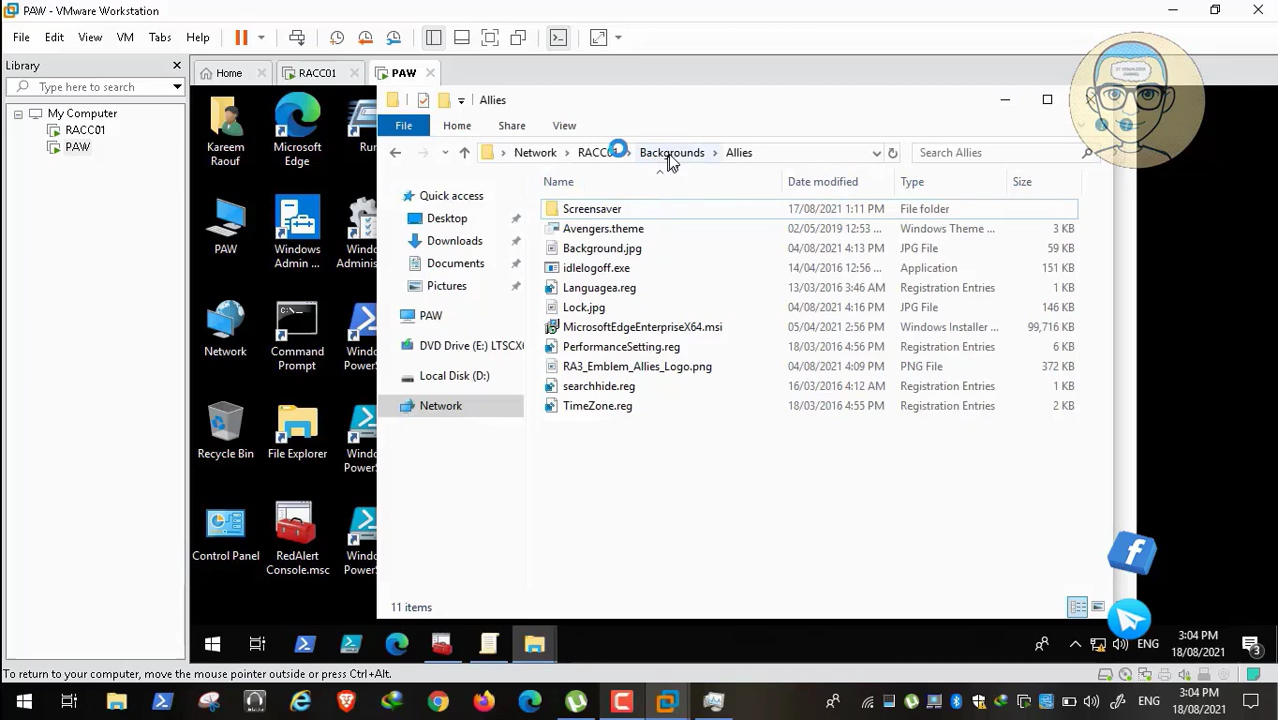 PAW - VMware Workstation
File Edit View VM Tabs Help
Library
Type here to search
My Computer
RACC01
PAW
Home RACC01 PAW
Kareem
Raouf
Microsoft
Edge
PAW
Windows
Admin ...
Adminis...
Network
Command
Prompt
Window
PowerS
Recycle Bin
File Explorer
Window
PowerS
Control Panel
RedAlert
Console.msc
Window
PowerS
Allies
File Home Share View
Network RACC01 Backgrounds Allies
Search Allies
Quick access
Desktop
Downloads
Documents
Pictures
PAW
DVD Drive (E:) LTSCX
Local Disk (D:)
Network
Name Date modified Type Size
Screensaver 17/08/2021 1:11 PM File folder
Avengers.theme 02/05/2019 12:53 ... Windows Theme ... 3 KB
Background.jpg 04/08/2021 4:13 PM JPG File 59 KB
idlelogoff.exe 14/04/2016 12:56 ... Application 151 KB
Languagea.reg 13/03/2016 3:46 AM Registration Entries 1 KB
Lock.jpg 04/08/2021 4:16 PM JPG File 146 KB
MicrosoftEdgeEnterpriseX64.msi 05/04/2021 2:56 PM Windows Installer ... 99,716 KB
PerformanceSetting.reg 18/03/2016 4:56 PM Registration Entries 6 KB
RA3_Emblem_Allies_Logo.png 04/08/2021 4:09 PM PNG File 372 KB
searchhide.reg 16/03/2016 4:12 AM Registration Entries 1 KB
TimeZone.reg 18/03/2016 4:55 PM Registration Entries 2 KB
11 items
ENG
3:04 PM
18/08/2021
3
To return to your computer, move the mouse pointer outside or press Ctrl+Alt.
ENG
3:04 PM
18/08/2021